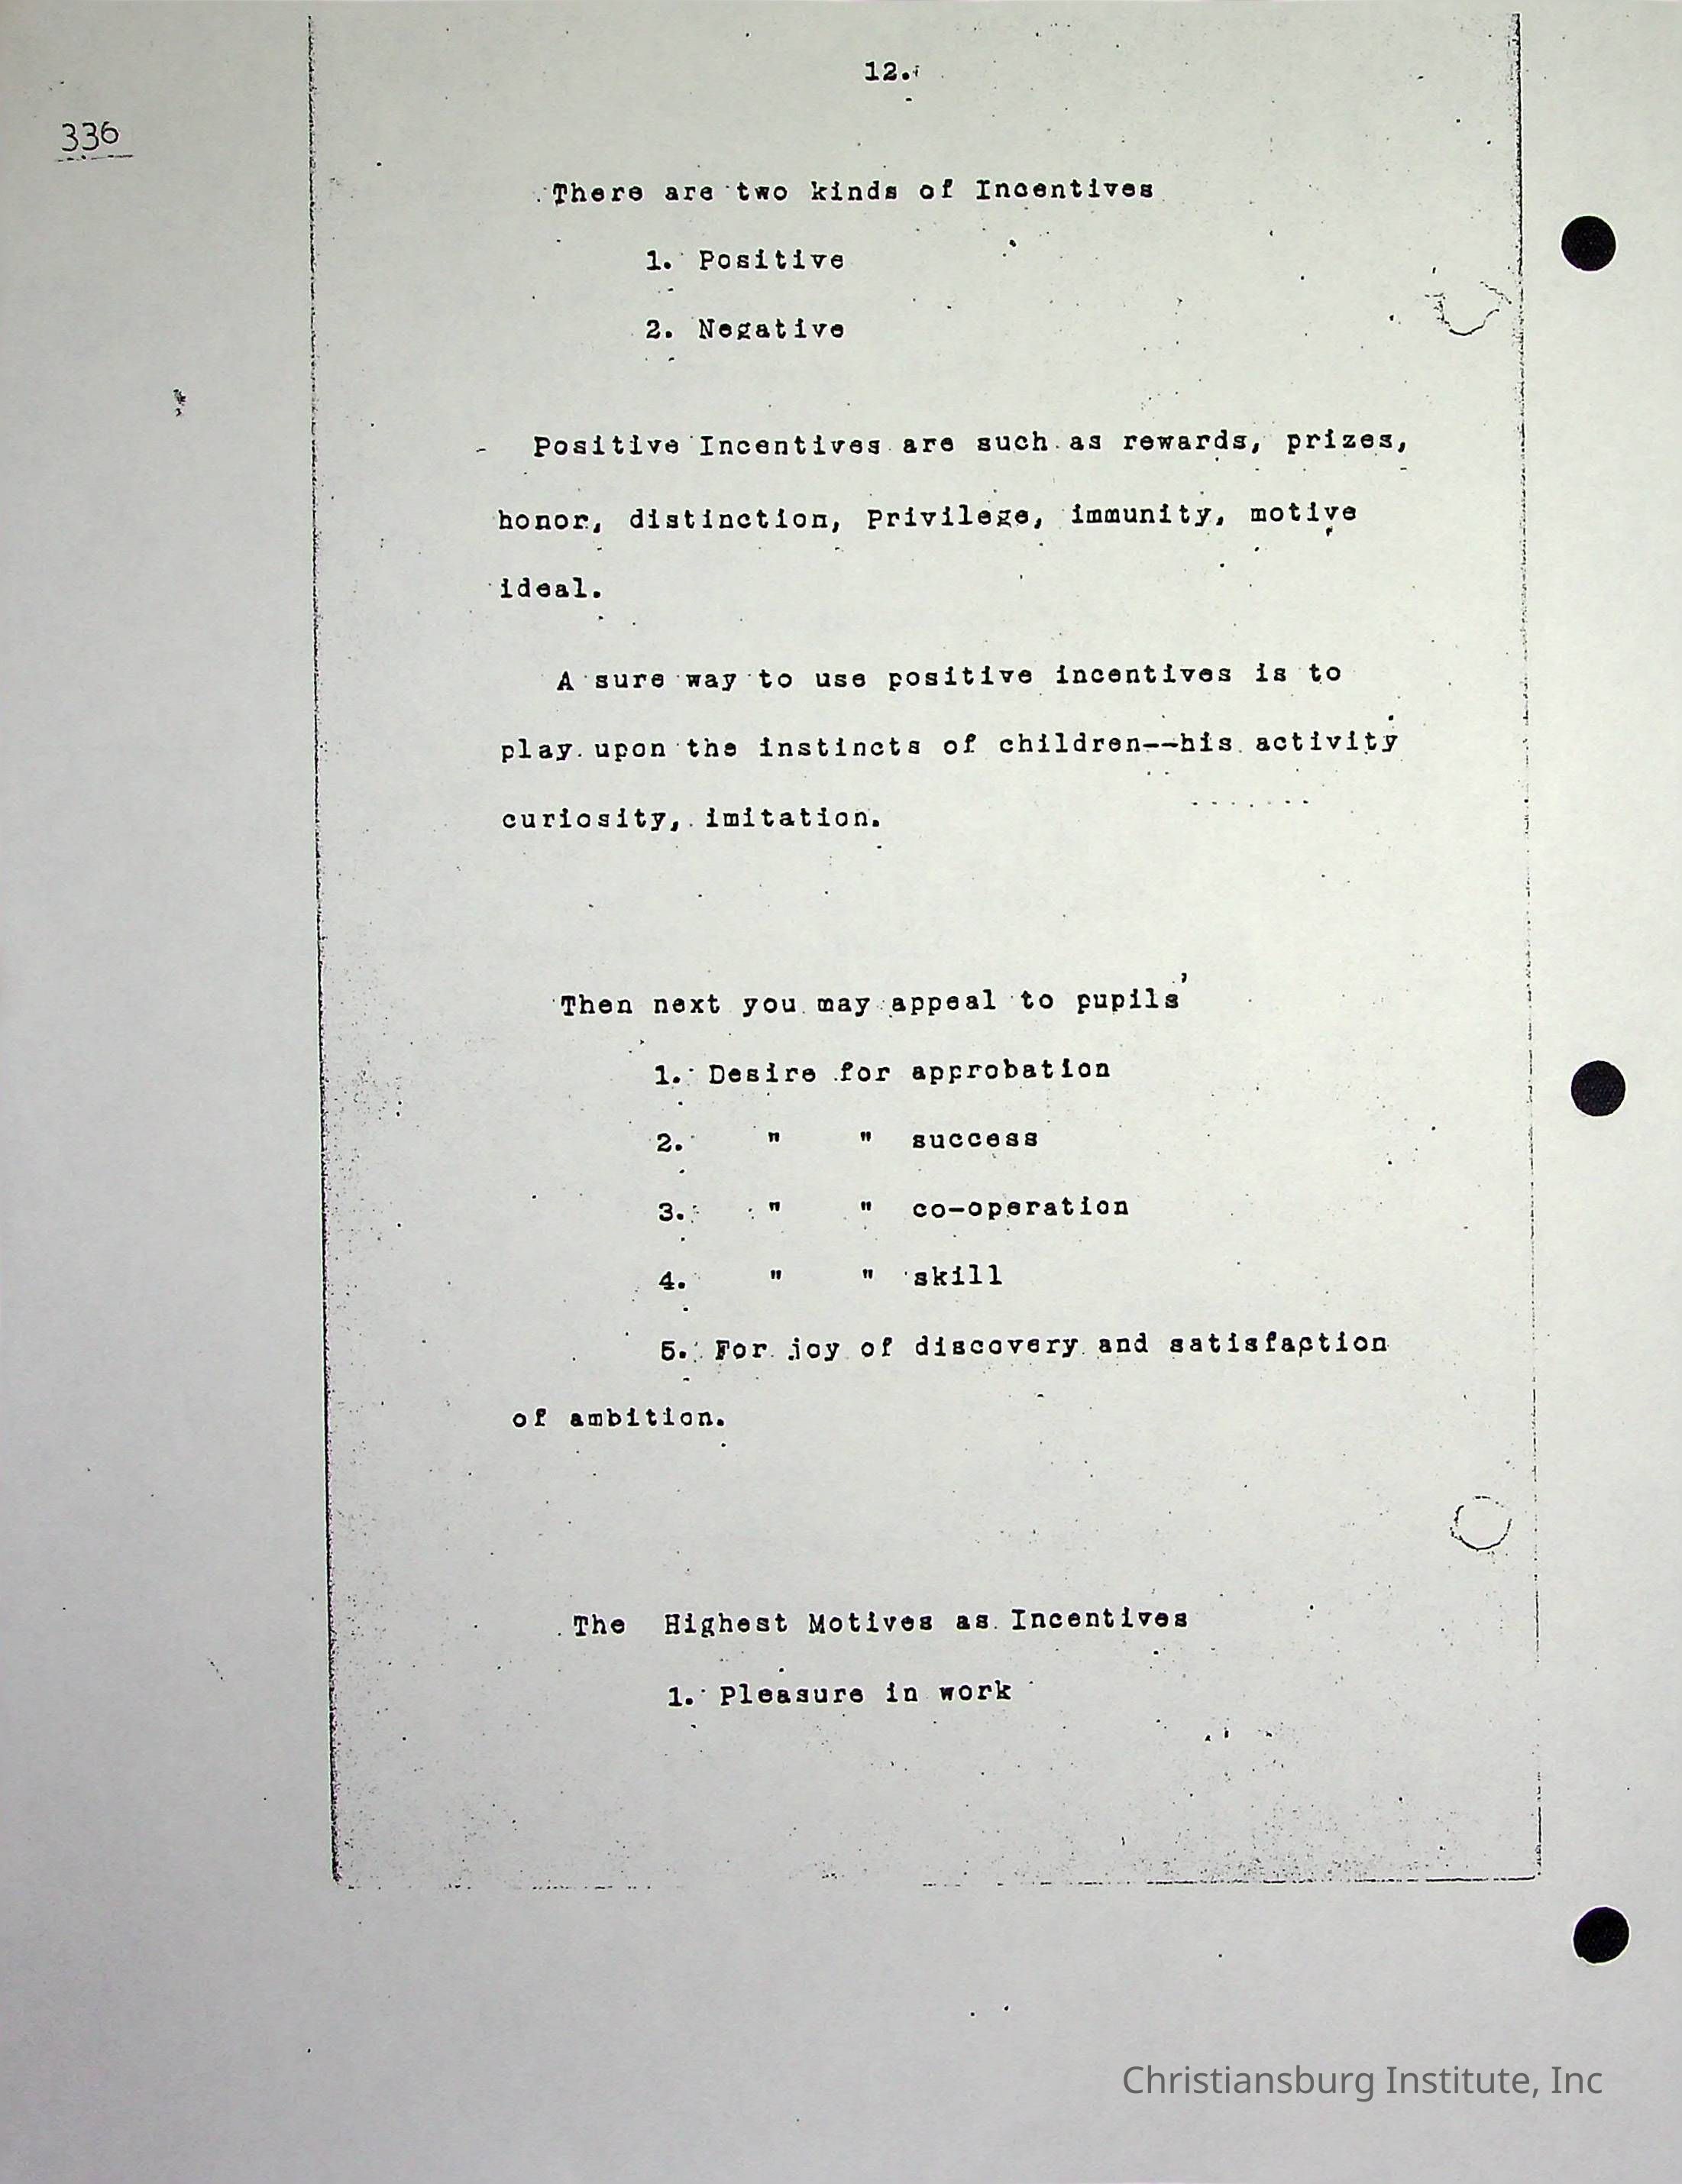 12.
336
There are two kinds of Incentives
1. Positive
2. Negative
Positive Incentives are such as rewards, prizes,
honor, distinction, Privilege, immunity, motive
ideal.
A sure way to use positive incentives is to
play upon the instincts of children--his activity
curiosity, imitation.
Then next you may appeal to pupils'
1. Desire for approbation
2. " " success
3. " " co-operation
4. " " skill
5. For joy of discovery and satisfaction
of ambition.
The Highest Motives as Incentives
1. Pleasure in work
Christiansburg Institute, Inc